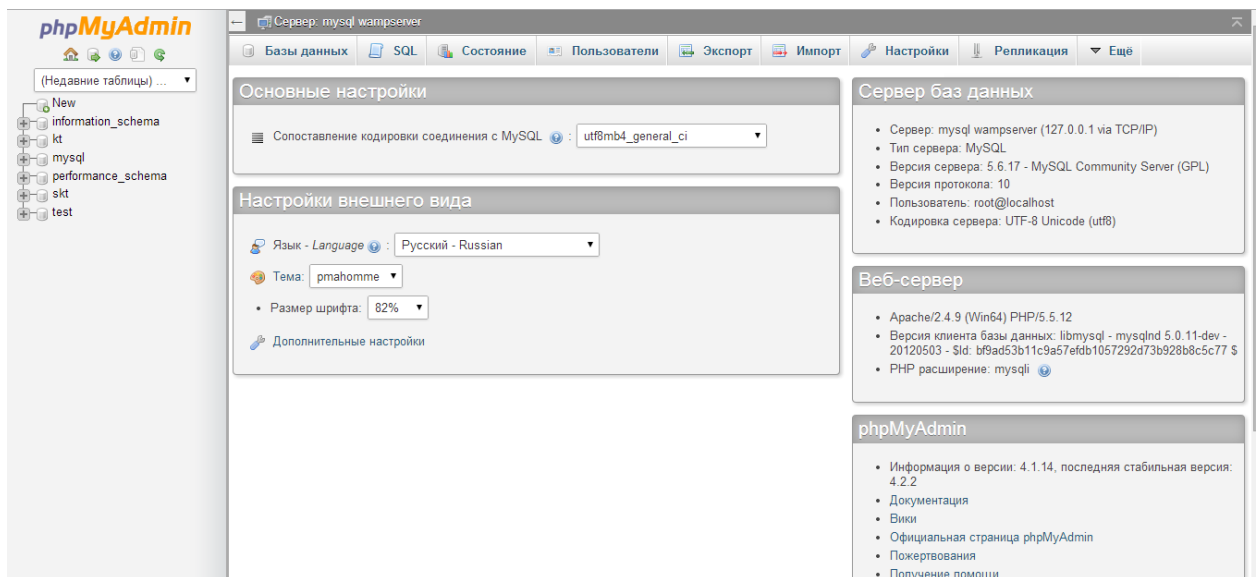 phpMyAdmin
(Недавние таблицы) ...
New
information_schema
kt
mysql
performance_schema
skt
test
Сервер: mysql wampserver
Базы данных
SQL
Состояние
Пользователи
Экспорт
Импорт
Настройки
Репликация
Ещё
Основные настройки
Сопоставление кодировки соединения с MySQL : utf8mb4_general_ci
Настройки внешнего вида
Язык - Language : Русский - Russian
Тема: pmahomme
• Размер шрифта: 82%
Дополнительные настройки
Сервер баз данных
• Сервер: mysql wampserver (127.0.0.1 via TCP/IP)
• Тип сервера: MySQL
• Версия сервера: 5.6.17 - MySQL Community Server (GPL)
• Версия протокола: 10
• Пользователь: root@localhost
• Кодировка сервера: UTF-8 Unicode (utf8)
Веб-сервер
• Apache/2.4.9 (Win64) PHP/5.5.12
• Версия клиента базы данных: libmysql - mysqlnd 5.0.11-dev -
20120503 - $Id: bf9ad53b11c9a57efdb1057292d73b928b8c5c77 $
• PHP расширение: mysqli
phpMyAdmin
• Информация о версии: 4.1.14, последняя стабильная версия:
4.2.2
• Документация
• Вики
• Официальная страница phpMyAdmin
• Пожертвования
• Получение помощи